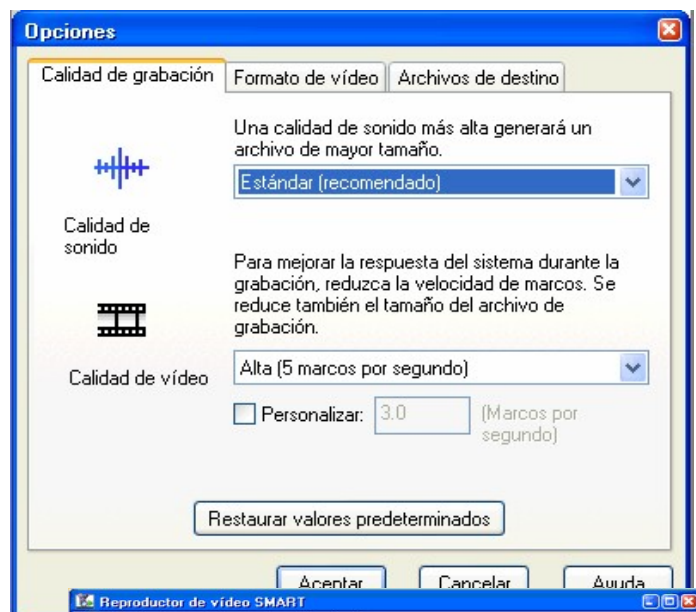 Opciones
Calidad de grabación
Formato de vídeo
Archivos de destino
Una calidad de sonido más alta generará un
archivo de mayor tamaño.
Estándar (recomendado)
Calidad de
sonido
Para mejorar la respuesta del sistema durante la
grabación, reduzca la velocidad de marcos. Se
reduce también el tamaño del archivo de
grabación.
Calidad de vídeo
Alta (5 marcos por segundo)
Personalizar: 3.0 (Marcos por
segundo)
Restaurar valores predeterminados
Aceptar Cancelar Ayuda
Reproductor de vídeo SMART